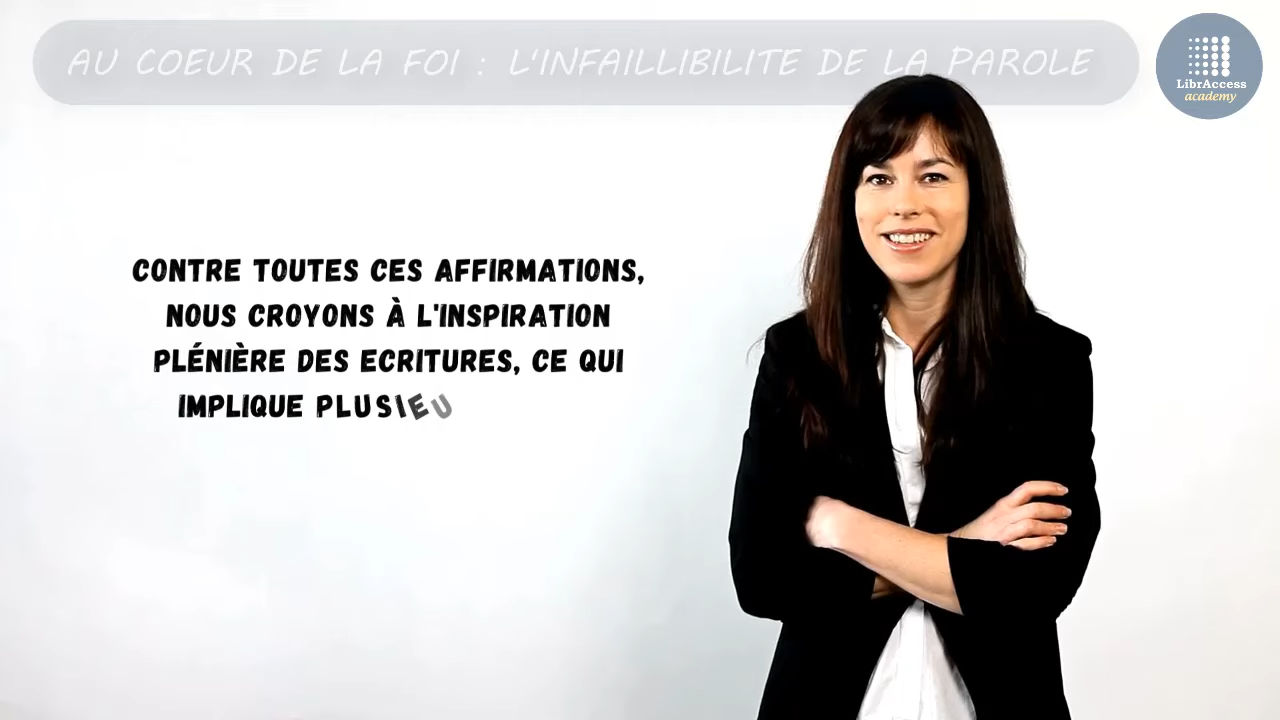 AU COEUR DE LA FOI : L'INFAILLIBILITE DE LA PAROLE
LibrAccess
academy
CONTRE TOUTES CES AFFIRMATIONS,
NOUS CROYONS À L'INSPIRATION
PLÉNIÈRE DES ECRITURES, CE QUI
IMPLIQUE PLUSIEU